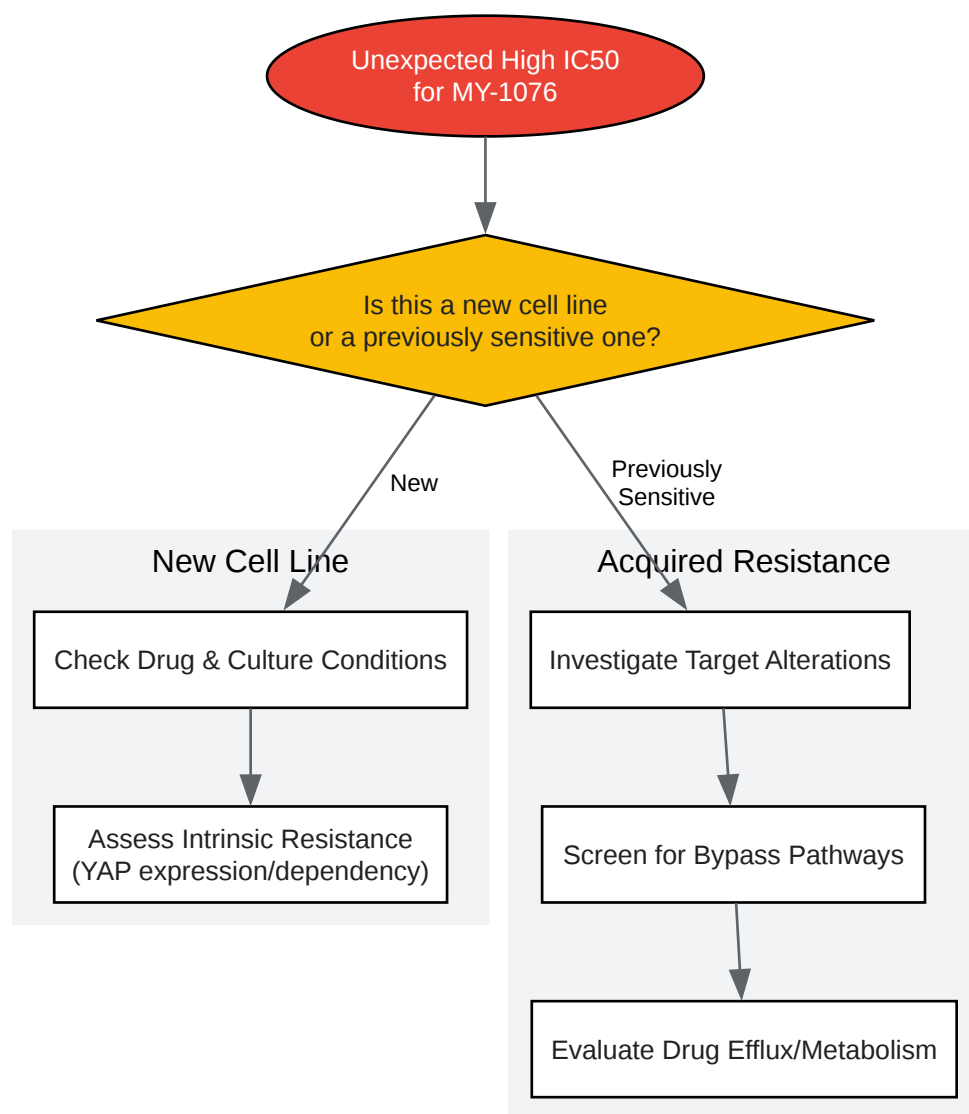 Unexpected High IC50
for MY-1076
Is this a new cell line
or a previously sensitive one?
New
Previously
Sensitive
New Cell Line
Check Drug & Culture Conditions
Assess Intrinsic Resistance
(YAP expression/dependency)
Acquired Resistance
Investigate Target Alterations
Screen for Bypass Pathways
Evaluate Drug Efflux/Metabolism